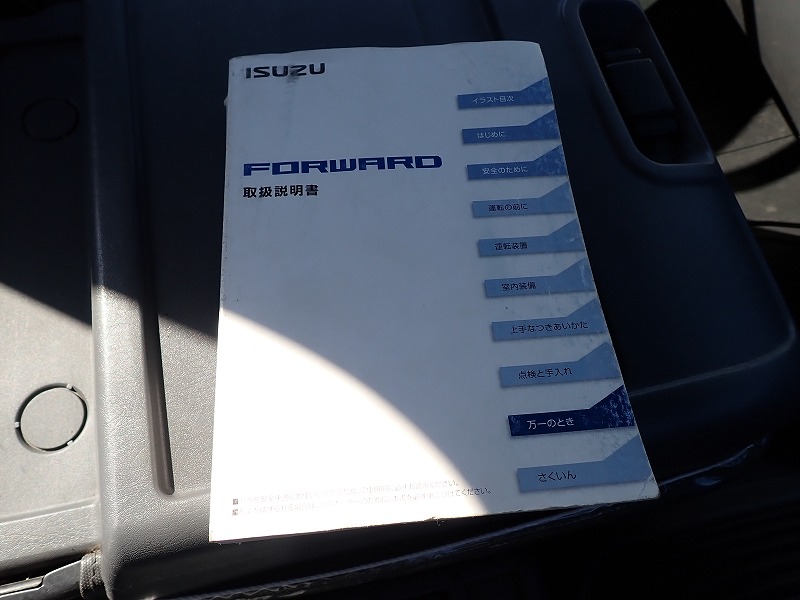 ISUZU
FORWARD
取扱説明書
イラスト目次
はじめに
安全のために
運転の前に
運転装置
室内装備
上手なつきあいかた
点検と手入れ
万一のとき
さくいん